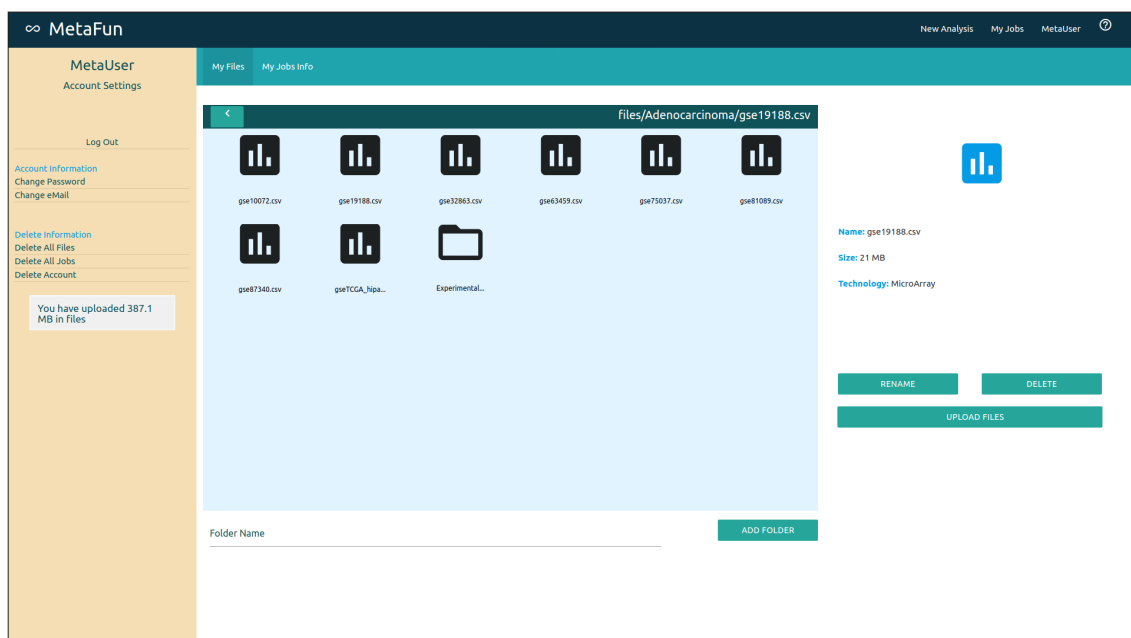 MetaFun
New Analysis
My Jobs
MetaUser
MetaUser
Account Settings
Log Out
Account Information
Change Password
Change eMail
Delete Information
Delete All Files
Delete All Jobs
Delete Account
You have uploaded 387.1
MB in files
My Files
My Jobs Info
files/Adenocarcinoma/gse19188.csv
gse10072.csv
gse19188.csv
gse32863.csv
gse63459.csv
gse75037.csv
gse81089.csv
gse87340.csv
gseTCGA_hipa...
Experimental...
Folder Name
ADD FOLDER
Name: gse19188.csv
Size: 21 MB
Technology: MicroArray
RENAME
DELETE
UPLOAD FILES